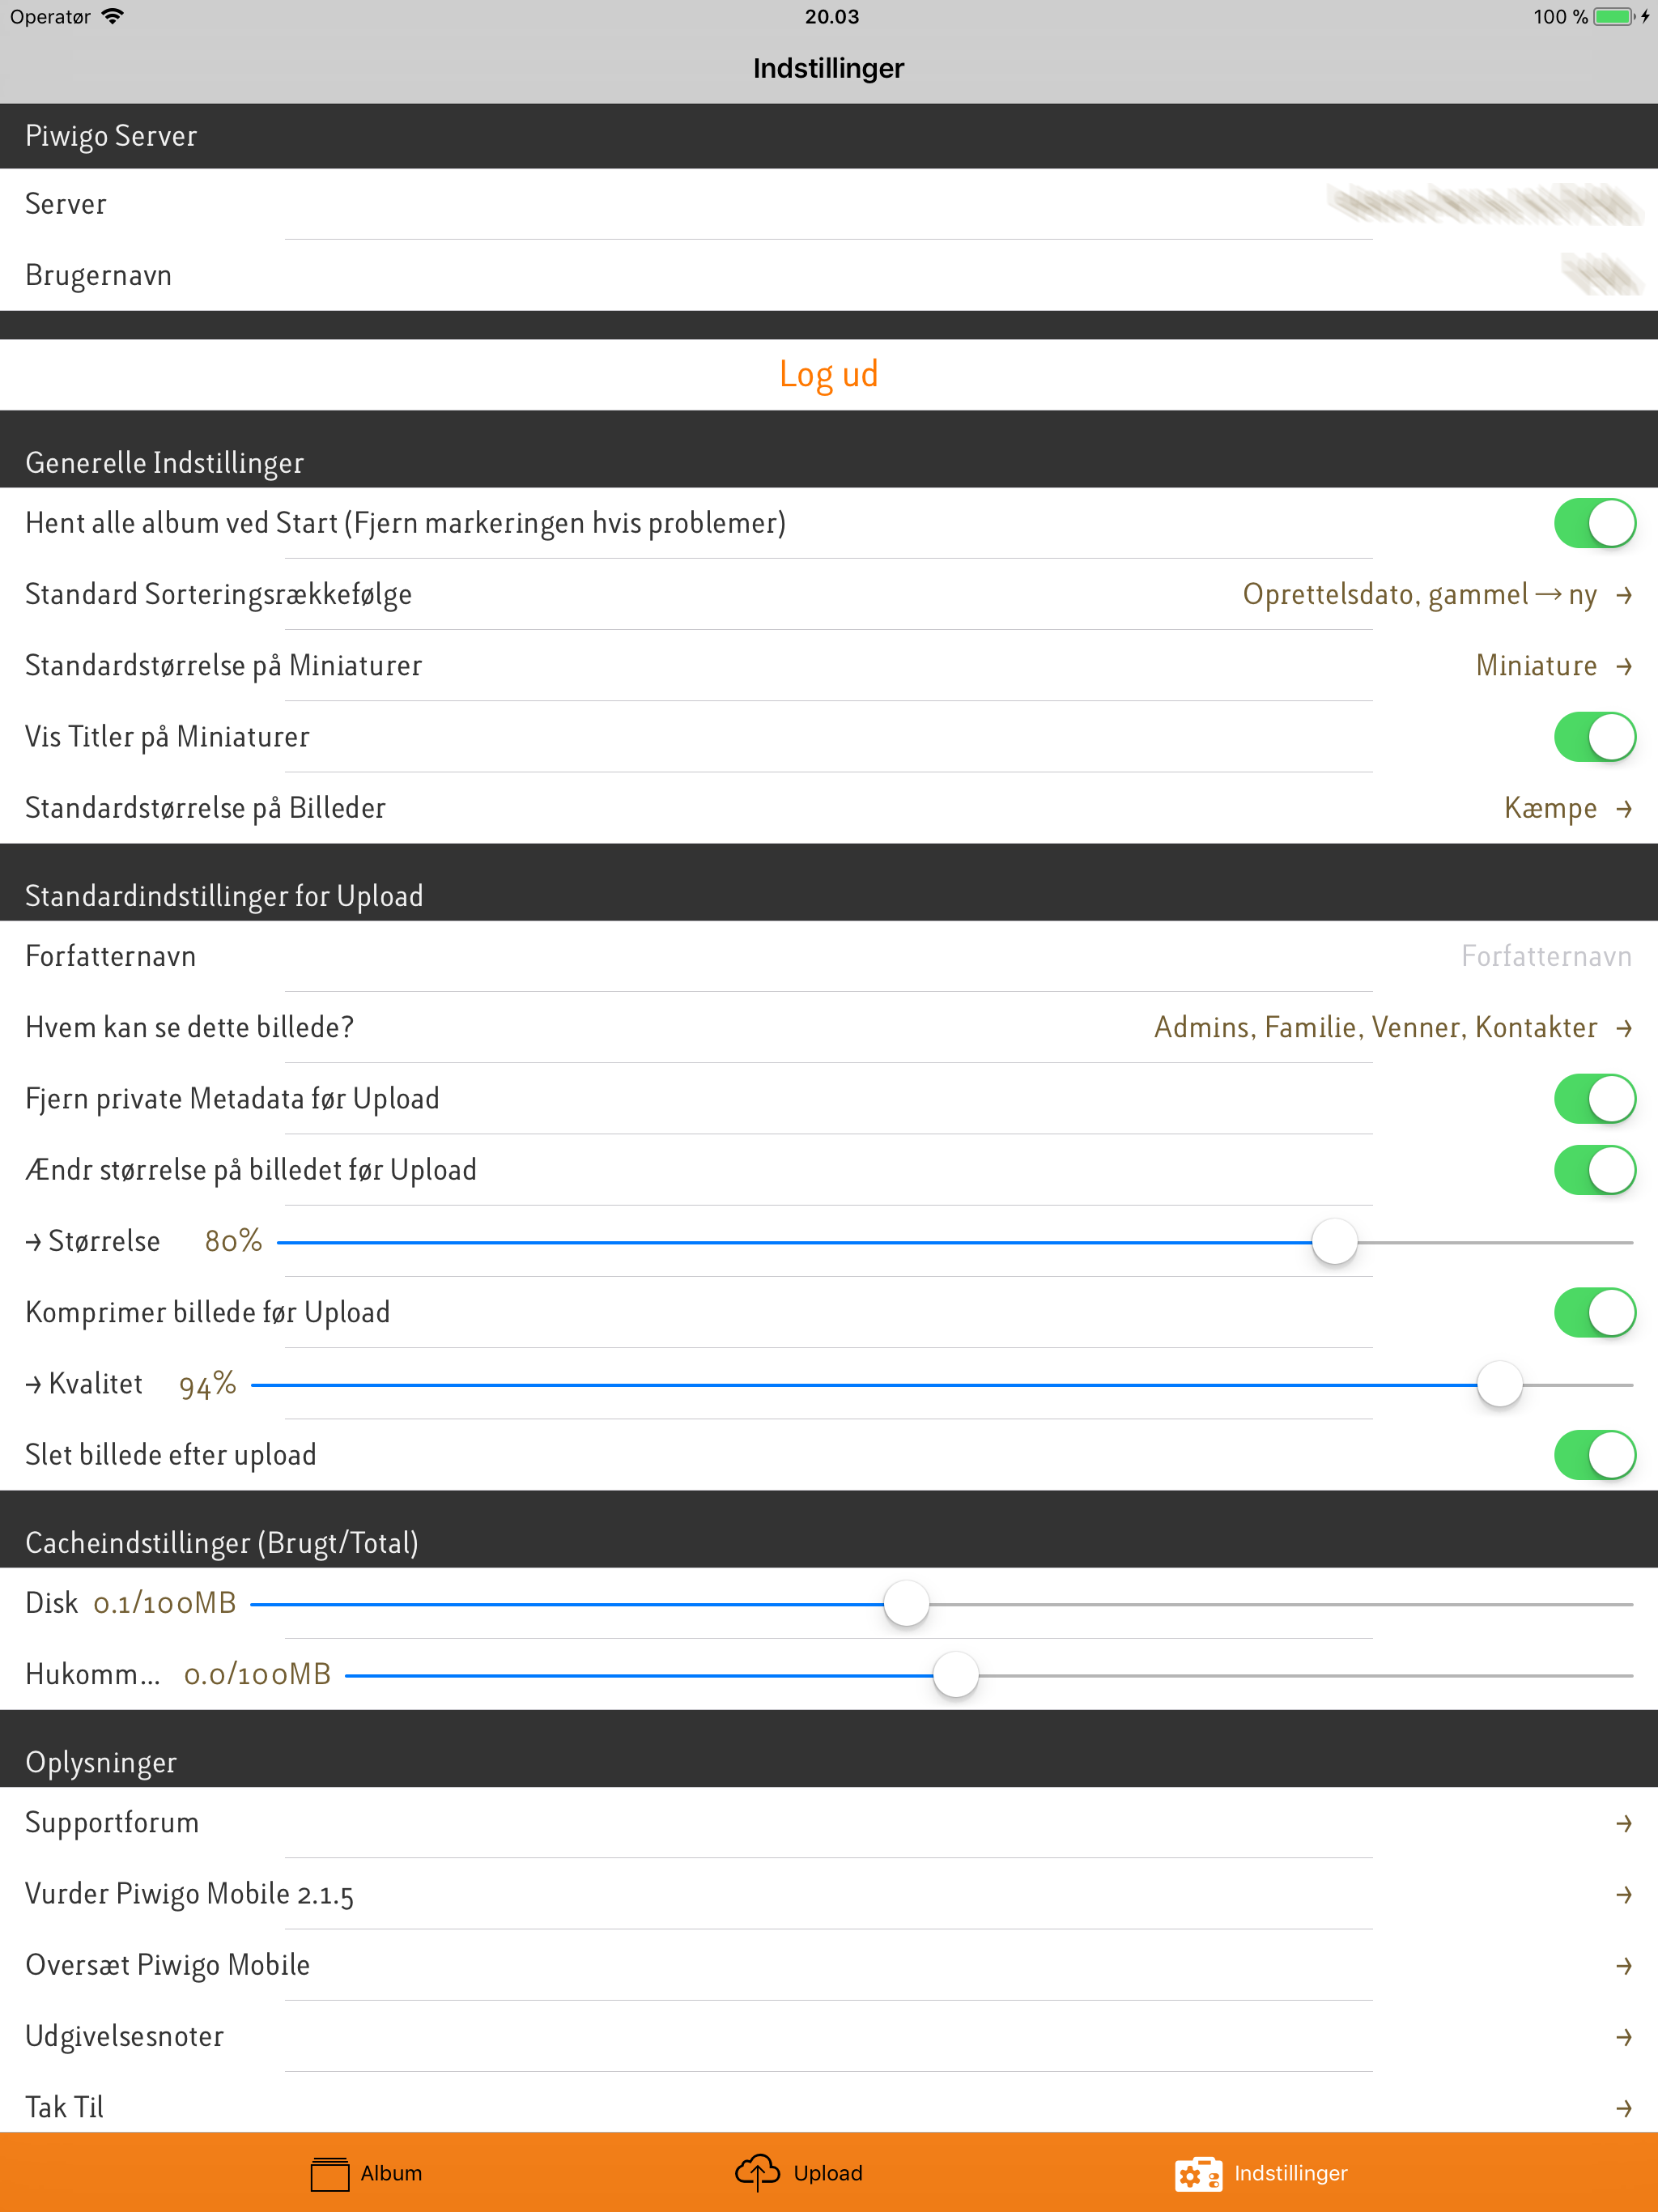 Operatør 20.03 100 %
Indstillinger
Piwigo Server
Server
Brugernavn
Log ud
Generelle Indstillinger
Hent alle album ved Start (Fjern markeringen hvis problemer)
Standard Sorteringsrækkefølge Oprettelsdato, gammel → ny →
Standardstørrelse på Miniaturer Miniature →
Vis Titler på Miniaturer
Standardstørrelse på Billeder Kæmpe →
Standardindstillinger for Upload
Forfatternavn Forfatternavn
Hvem kan se dette billede? Admins, Familie, Venner, Kontakter →
Fjern private Metadata før Upload
Ændr størrelse på billedet før Upload
→ Størrelse 80%
Komprimer billede før Upload
→ Kvalitet 94%
Slet billede efter upload
Cacheindstillinger (Brugt/Total)
Disk 0.1/100MB
Hukomm... 0.0/100MB
Oplysninger
Supportforum →
Vurder Piwigo Mobile 2.1.5 →
Oversæt Piwigo Mobile →
Udgivelsesnoter →
Tak Til →
Album Upload Indstillinger